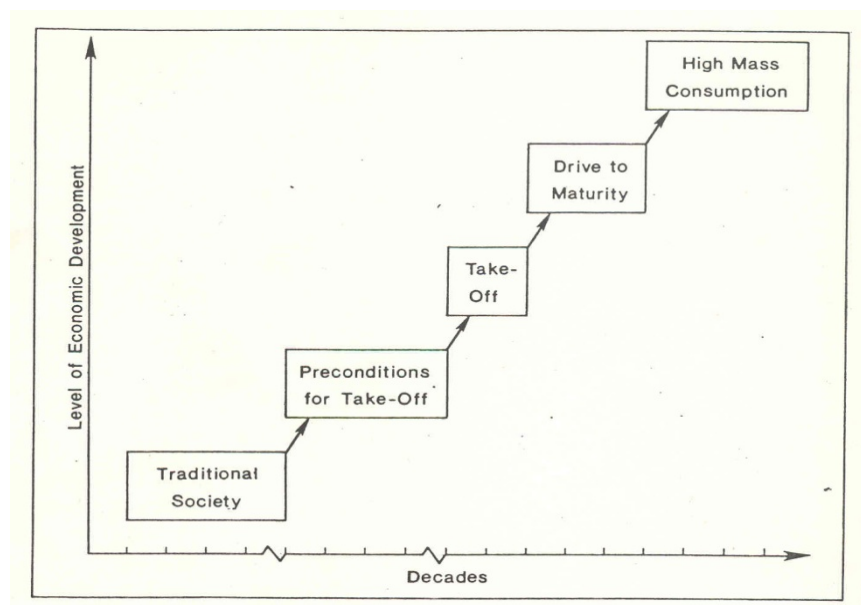 High Mass
Consumption
Drive to
Maturity
Take-
Off
Preconditions
for Take-Off
Traditional
Society
Level of Economic Development
Decades